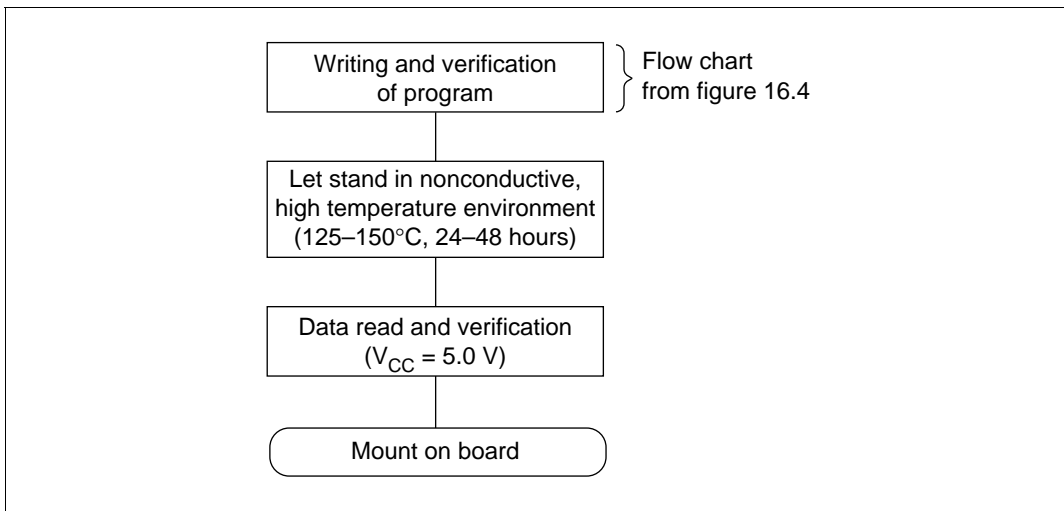 Writing and verification
of program
Flow chart
from figure 16.4
Let stand in nonconductive,
high temperature environment
(125–150°C, 24–48 hours)
Data read and verification
(VCC = 5.0 V)
Mount on board